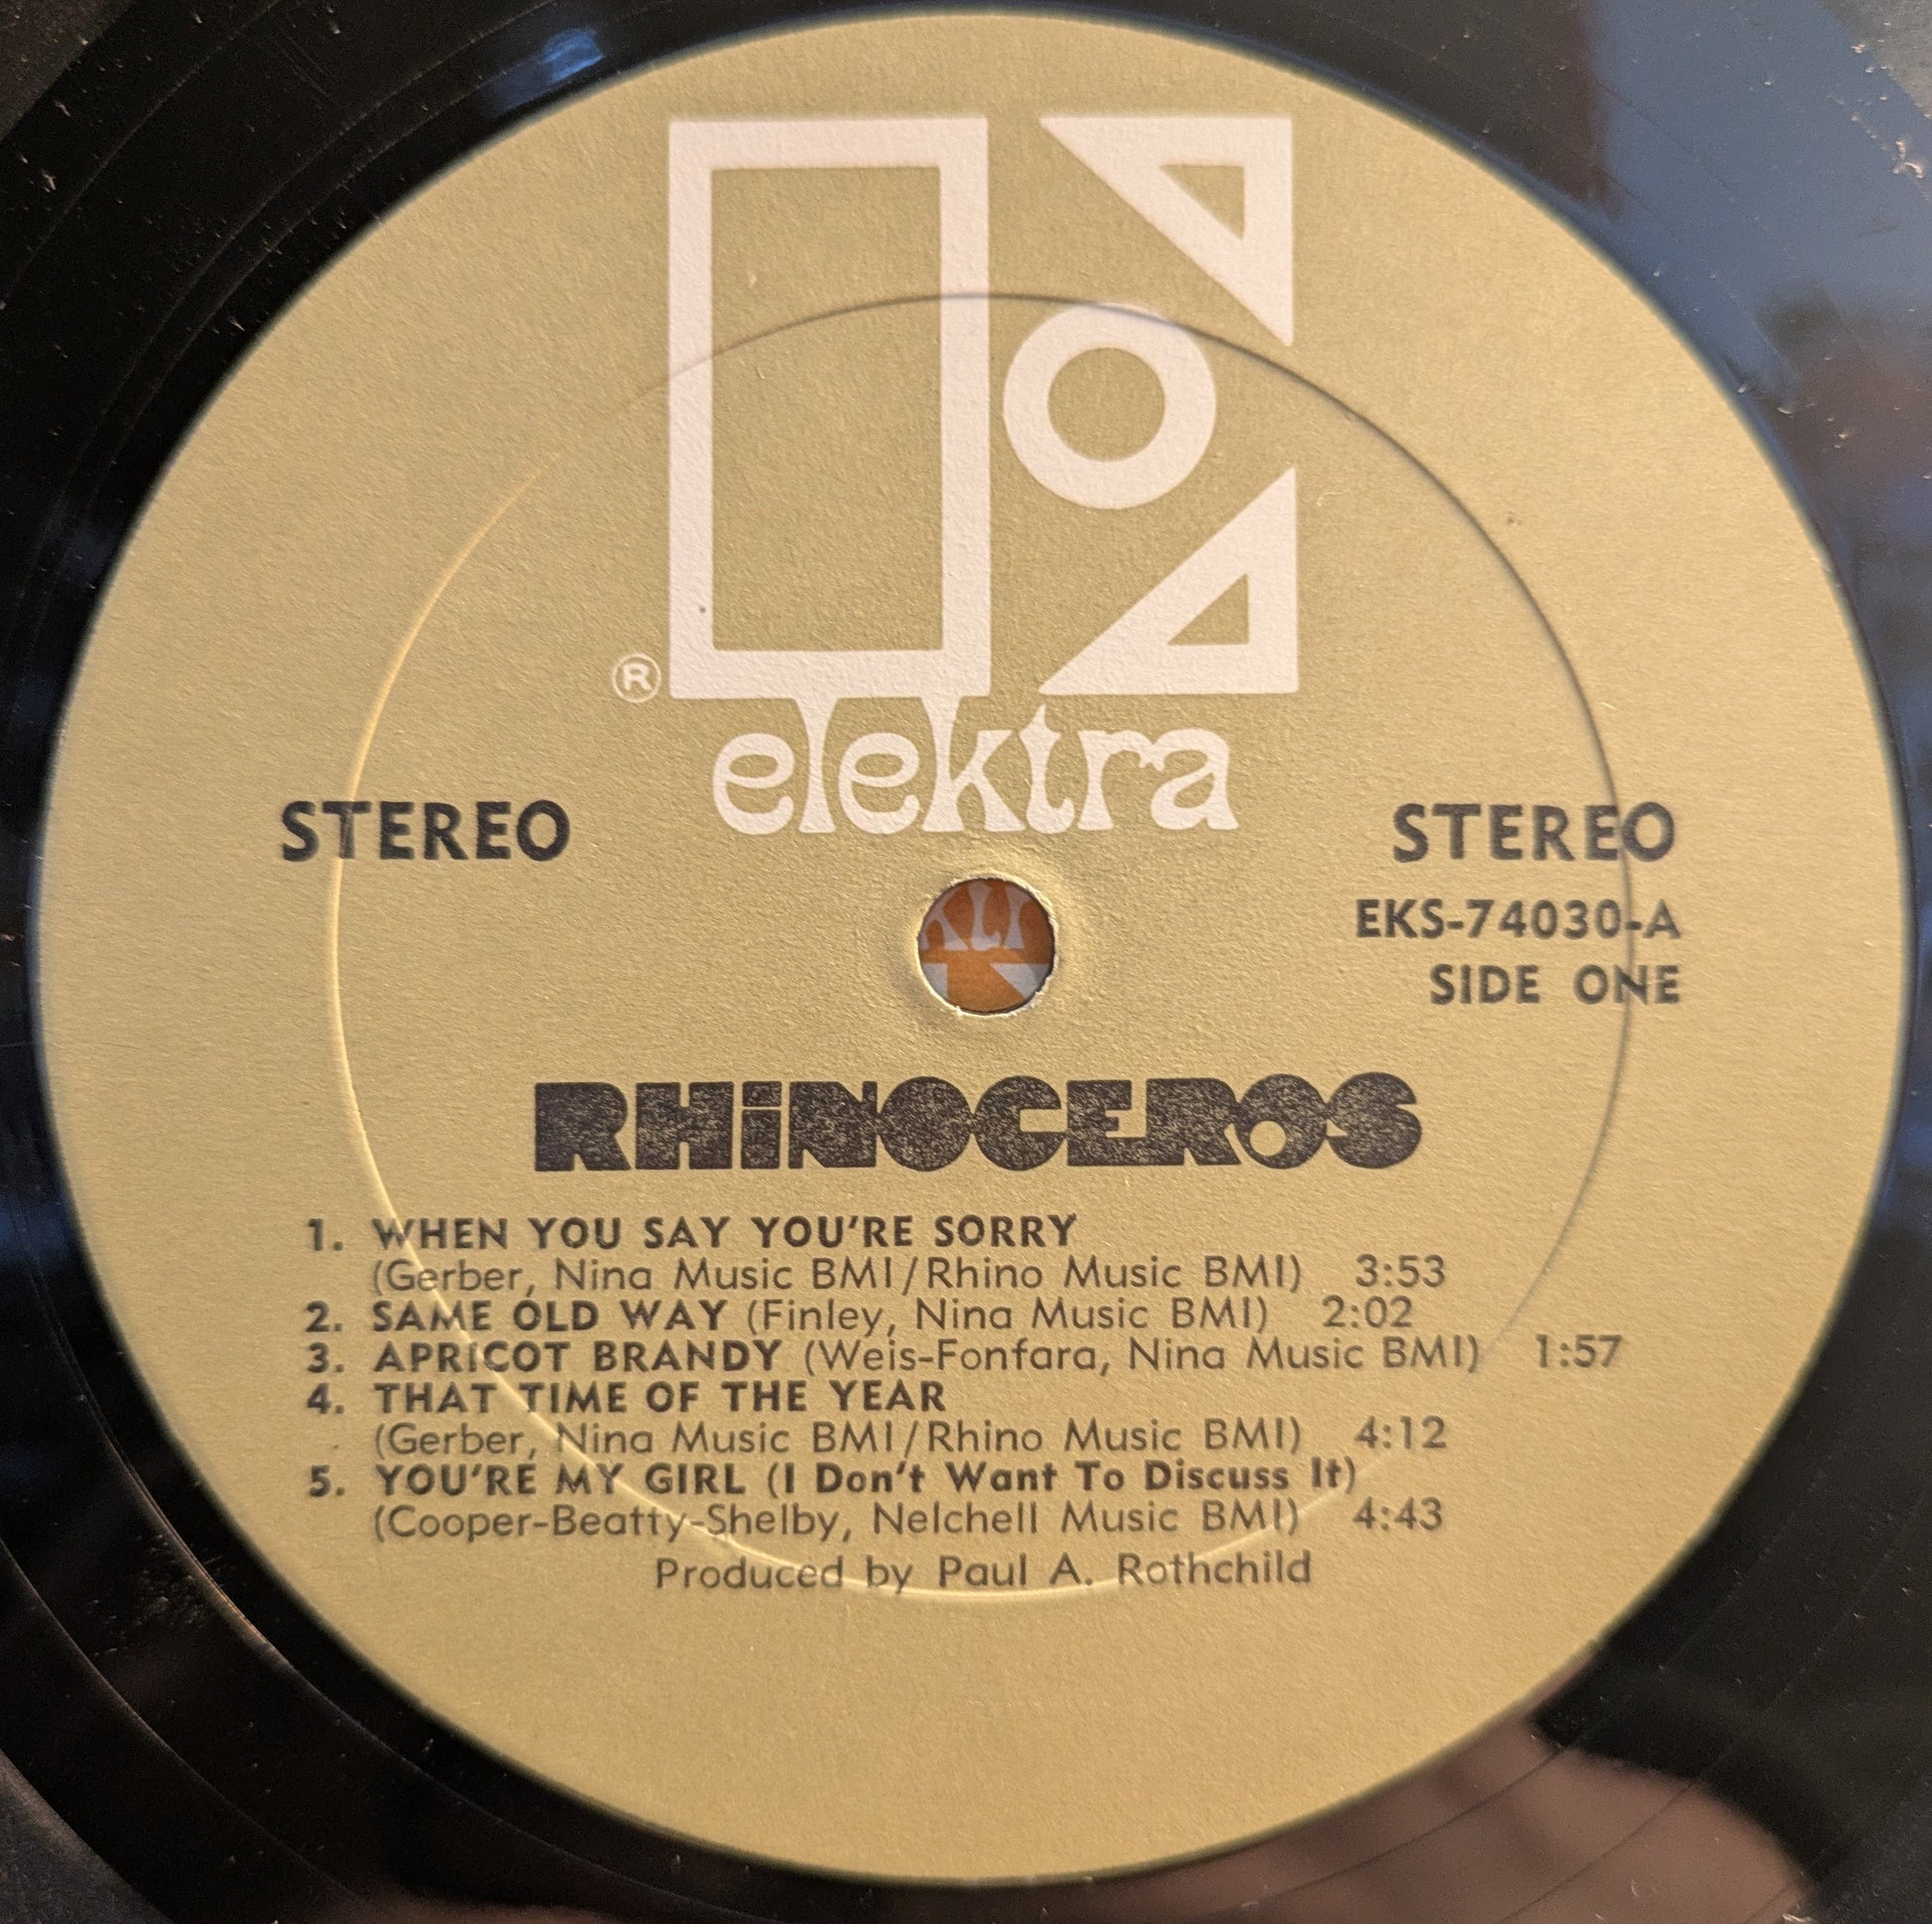 ®
elektra
STEREO
STEREO
EKS-74030-A
SIDE ONE
RHiNOCEROS
1. WHEN YOU SAY YOU'RE SORRY
(Gerber, Nina Music BMI/Rhino Music BMI) 3:53
2. SAME OLD WAY (Finley, Nina Music BMI) 2:02
3. APRICOT BRANDY (Weis-Fonfara, Nina Music BMI) 1:57
4. THAT TIME OF THE YEAR
(Gerber, Nina Music BMI/Rhino Music BMI) 4:12
5. YOU'RE MY GIRL (I Don't Want To Discuss It)
(Cooper-Beatty-Shelby, Nelchell Music BMI) 4:43
Produced by Paul A. Rothchild